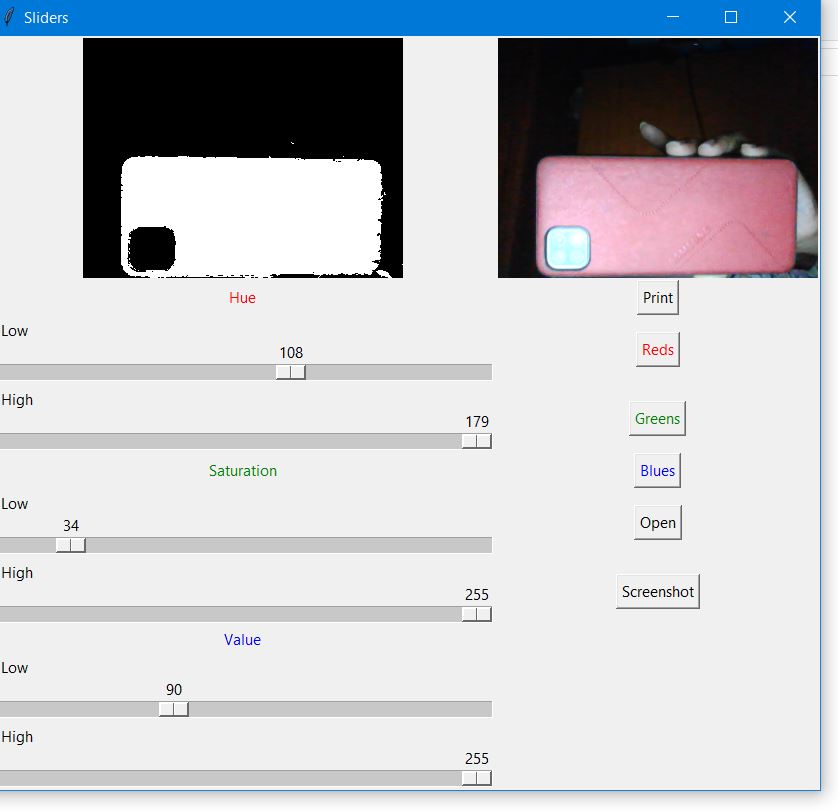 Sliders
Hue
Print
Low
108
Reds
High
179
Greens
Saturation
Blues
Low
34
Open
High
255
Screenshot
Value
Low
90
High
255